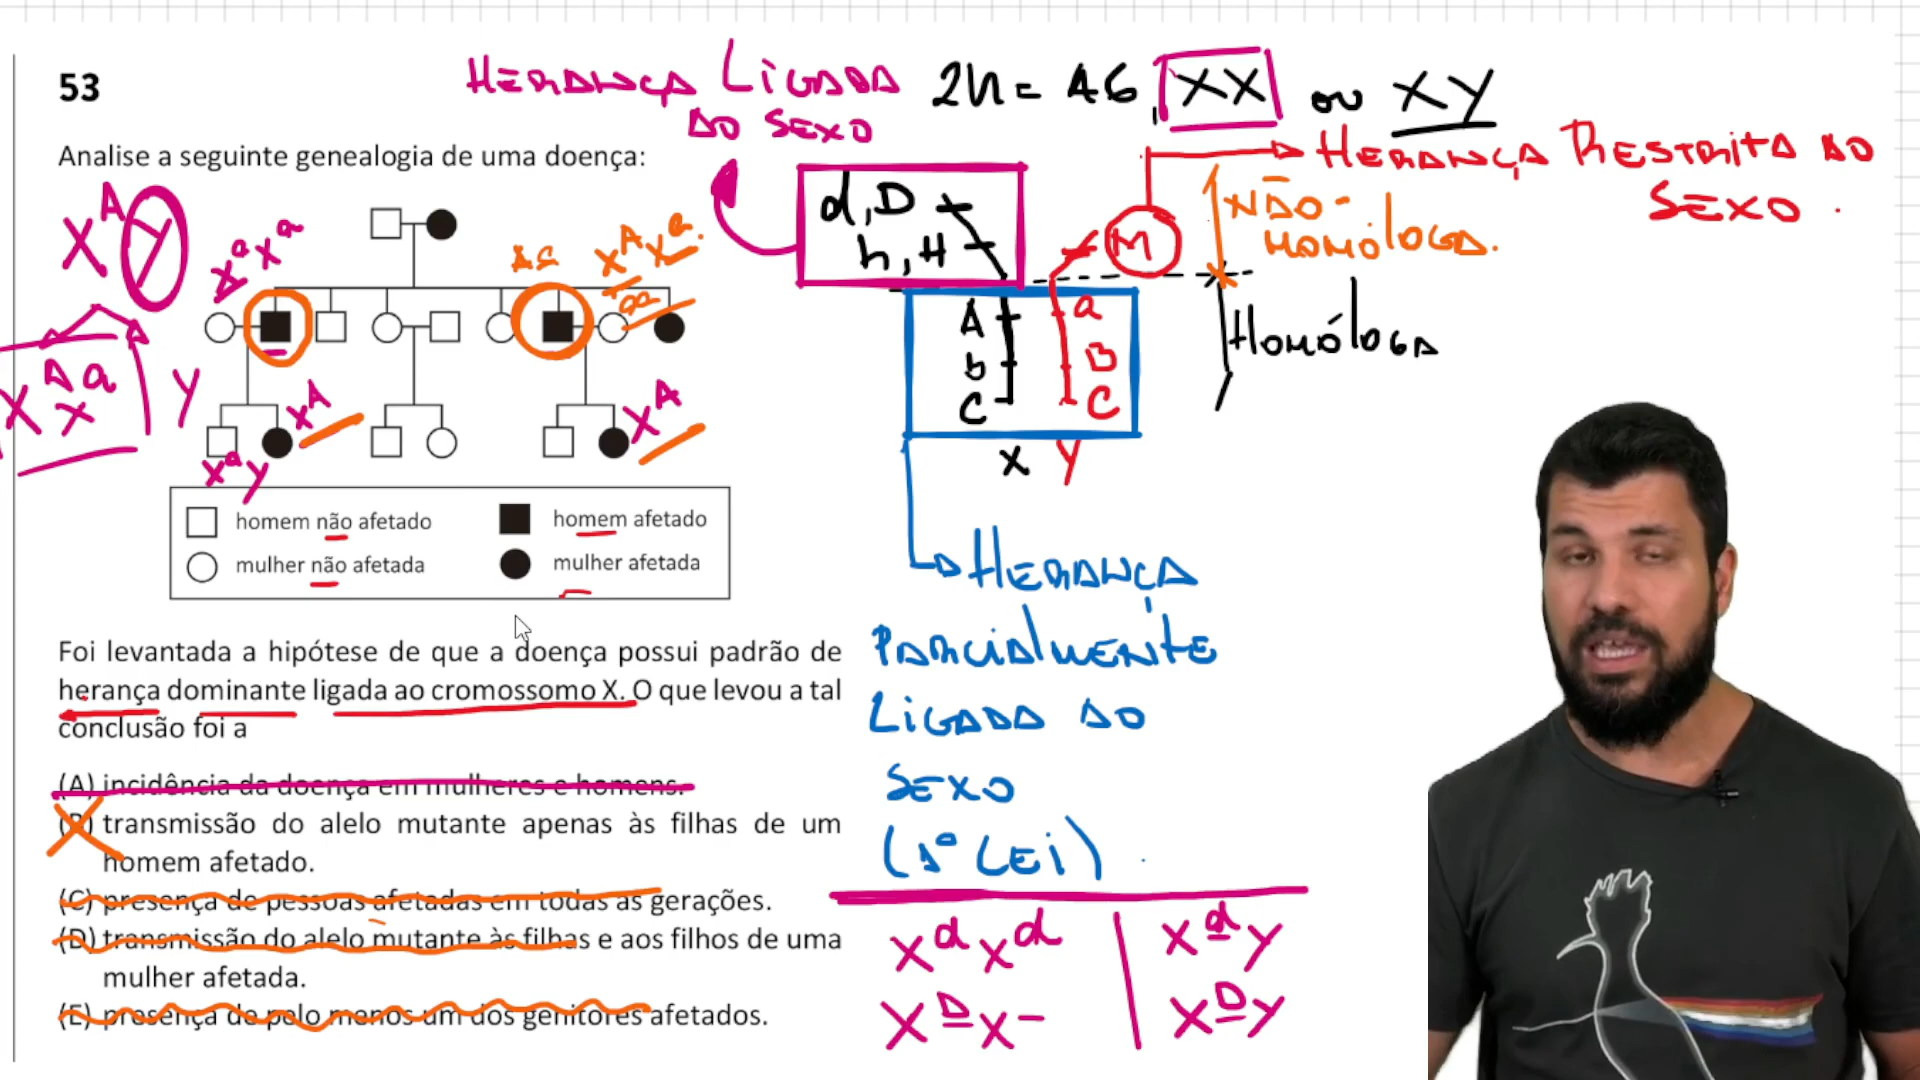 53
HERANÇA LIGADA
AO SEXO
2n = 46, XX ou XY
HERANÇA RESTRITA AO
SEXO.
Analise a seguinte genealogia de uma doença:
d, D
h, H
M
NÃO-
HOMÓLOGA.
HOMÓLOGA
X^A Y
X^a X^a
Aa
X^A X^a.
aa
A a
B
b
C C
X Y
X^A X^a
Y
X^A
X^A
X^a Y
homem não afetado
homem afetado
mulher não afetada
mulher afetada
HERANÇA
PARCIALMENTE
LIGADA AO
SEXO
(1ª LEI)
Foi levantada a hipótese de que a doença possui padrão de
herança dominante ligada ao cromossomo X. O que levou a tal
conclusão foi a
(A) incidência da doença em mulheres e homens.
(B) transmissão do alelo mutante apenas às filhas de um
homem afetado.
(C) presença de pessoas afetadas em todas as gerações.
(D) transmissão do alelo mutante às filhas e aos filhos de uma
mulher afetada.
(E) presença de pelo menos um dos genitores afetados.
X^d X^d
X^d Y
X^D X^-
X^D Y